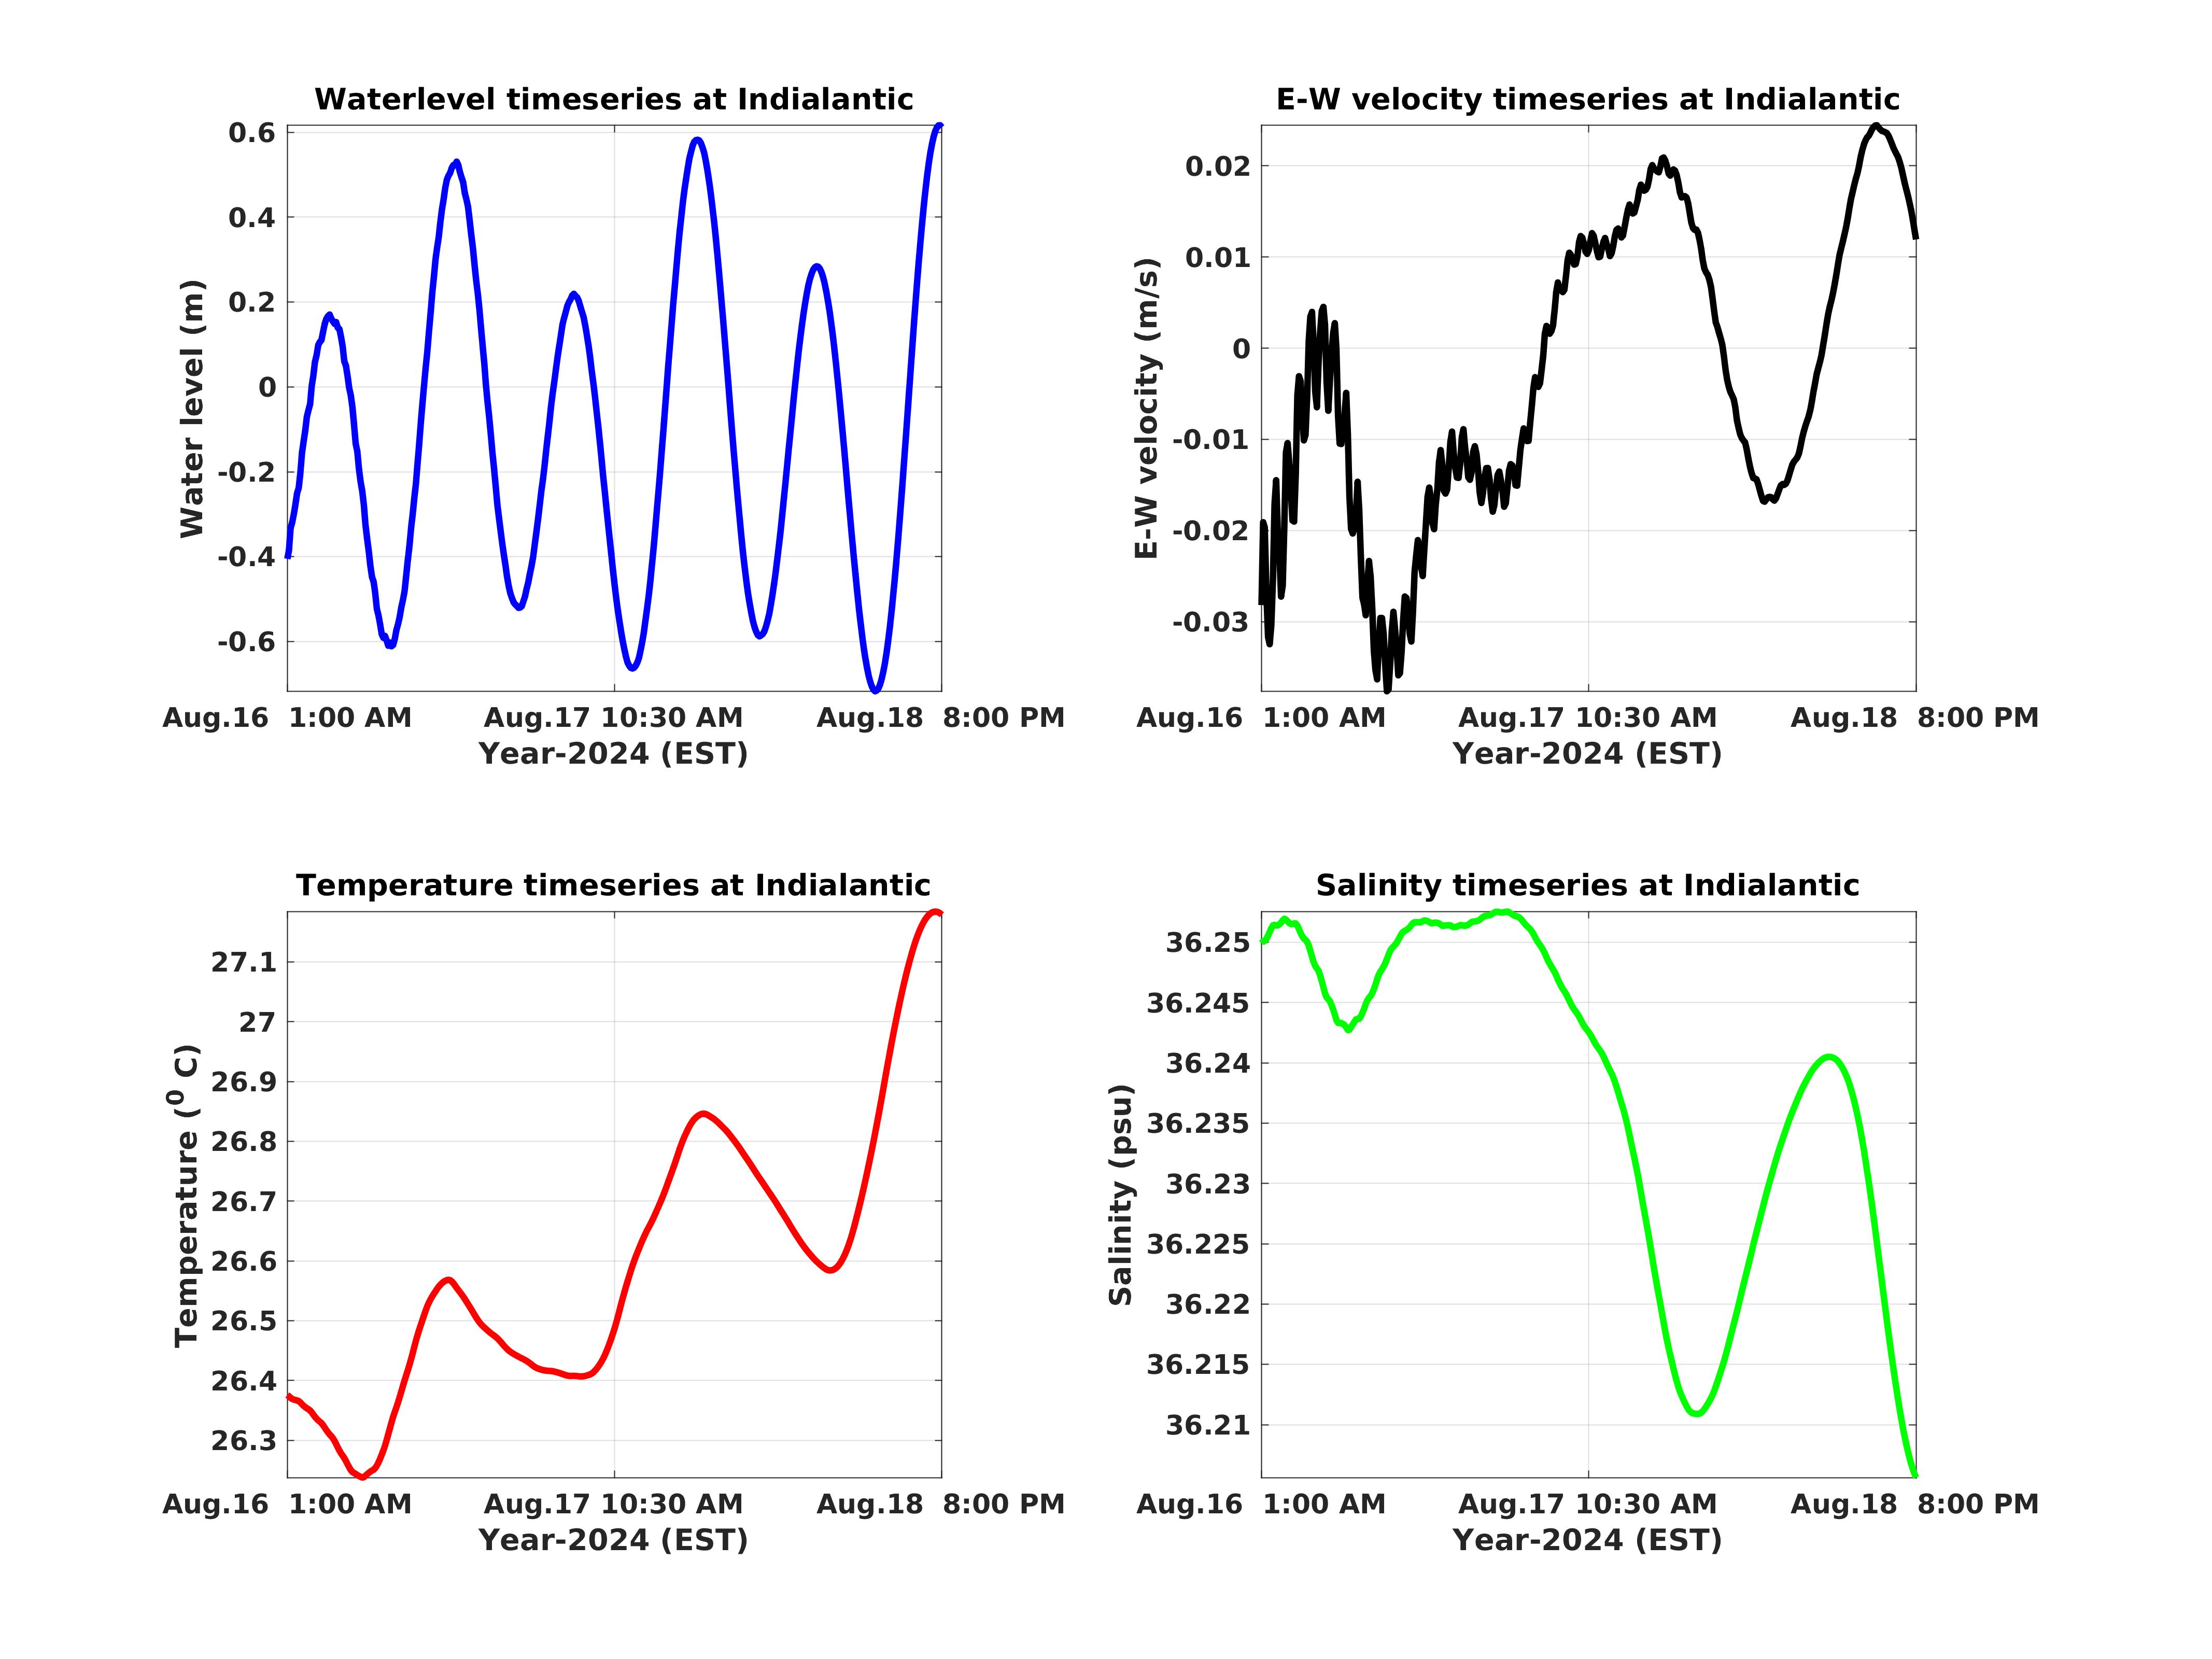 Waterlevel timeseries at Indialantic
0.6
0.4
0.2
0
-0.2
-0.4
-0.6
Water level (m)
Aug.16 1:00 AM Aug.17 10:30 AM Aug.18 8:00 PM
Year-2024 (EST)
E-W velocity timeseries at Indialantic
0.02
0.01
0
-0.01
-0.02
-0.03
E-W velocity (m/s)
Aug.16 1:00 AM Aug.17 10:30 AM Aug.18 8:00 PM
Year-2024 (EST)
Temperature timeseries at Indialantic
27.1
27
26.9
26.8
26.7
26.6
26.5
26.4
26.3
Temperature (⁰ C)
Aug.16 1:00 AM Aug.17 10:30 AM Aug.18 8:00 PM
Year-2024 (EST)
Salinity timeseries at Indialantic
36.25
36.245
36.24
36.235
36.23
36.225
36.22
36.215
36.21
Salinity (psu)
Aug.16 1:00 AM Aug.17 10:30 AM Aug.18 8:00 PM
Year-2024 (EST)